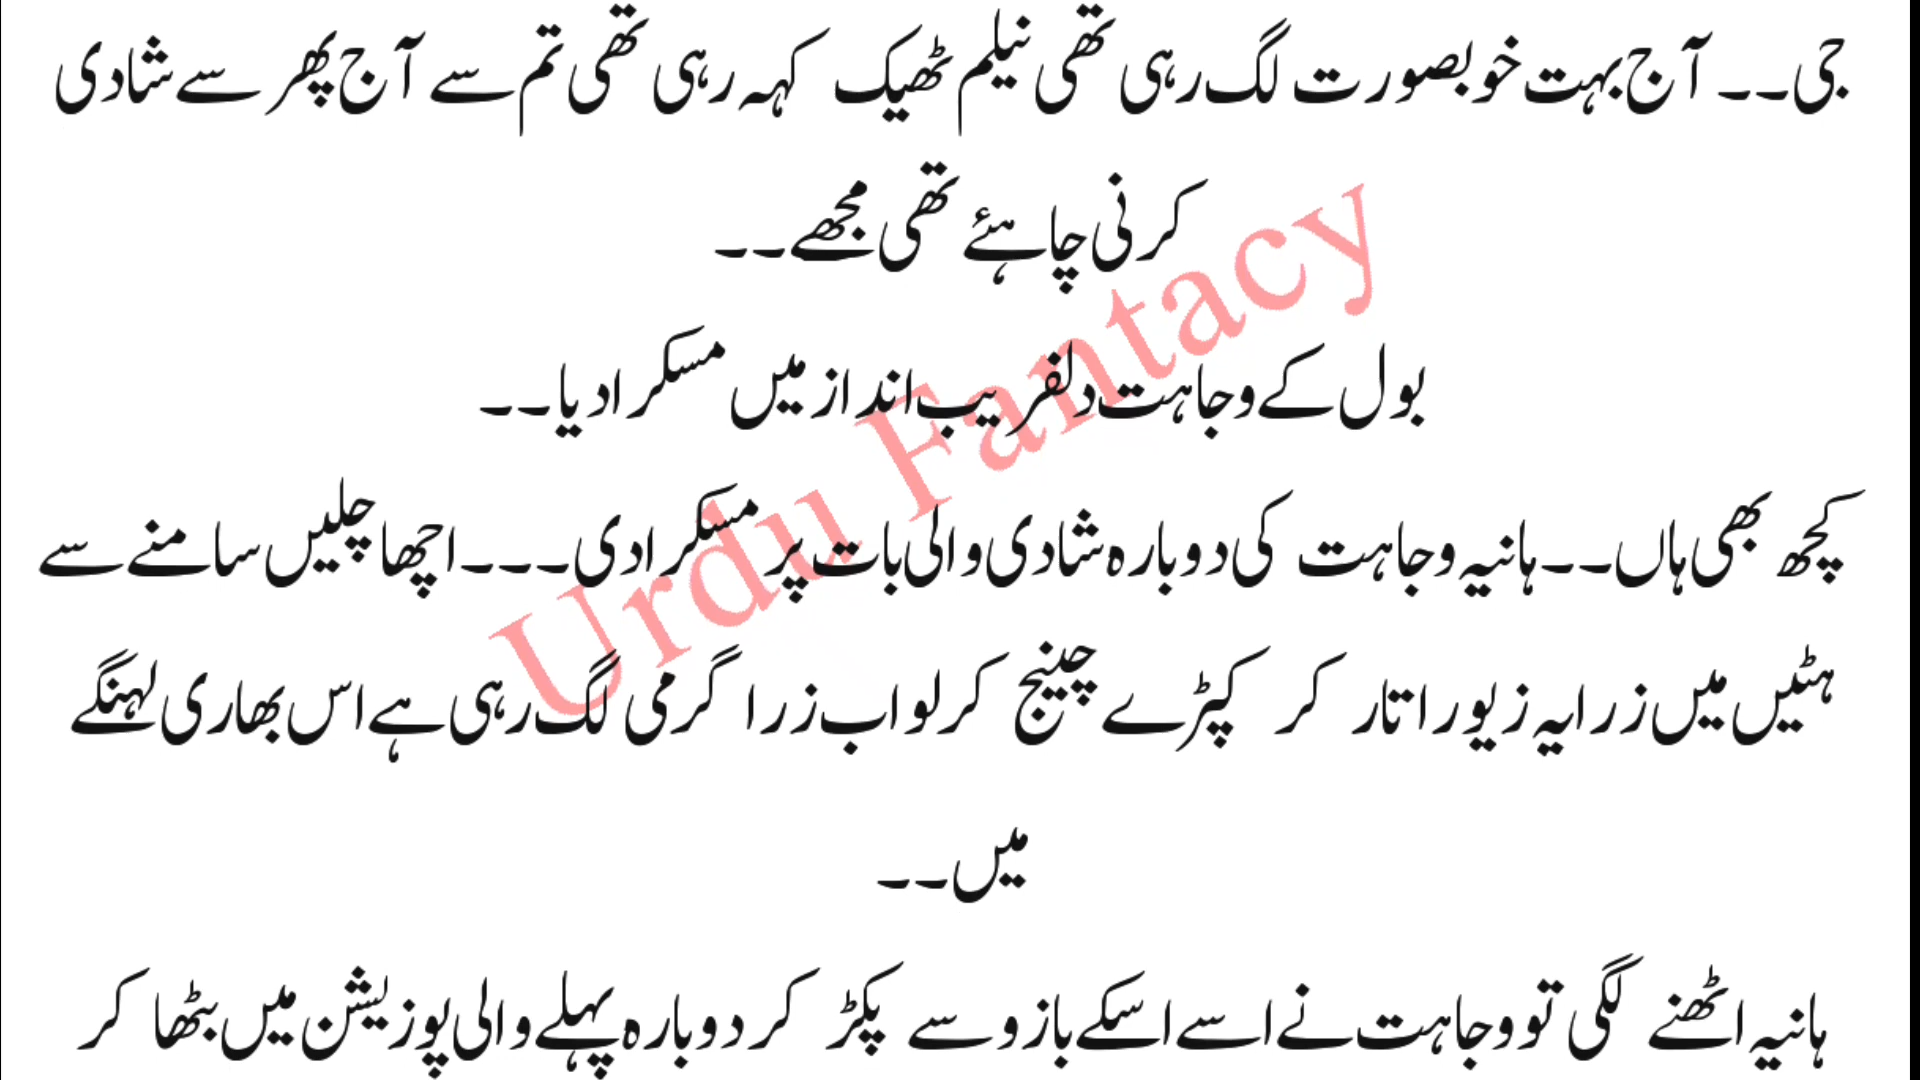 جی۔۔ آج بہت خوبصورت لگ رہی تھی نیلم ٹھیک کہہ رہی تھی تم سے آج پھر سے شادی
کرنی چاہئے تھی مجھے۔۔
بول کے وجاہت دلفریب انداز میں مسکرا دیا۔۔
کچھ بھی ہاں۔۔ہانیہ وجاہت کی دوبارہ شادی والی بات پر مسکرا دی۔۔۔اچھا چلیں سامنے سے
ہٹیں میں زرا یہ زیور اتار کر کپڑے چینج کر لو اب زرا گرمی لگ رہی ہے اس بھاری لہنگے
میں۔۔
ہانیہ اٹھنے لگی تو وجاہت نے اسے اسکے بازو سے پکڑ کر دوبارہ پہلے والی پوزیشن میں بٹھا کر
Urdu Fantacy